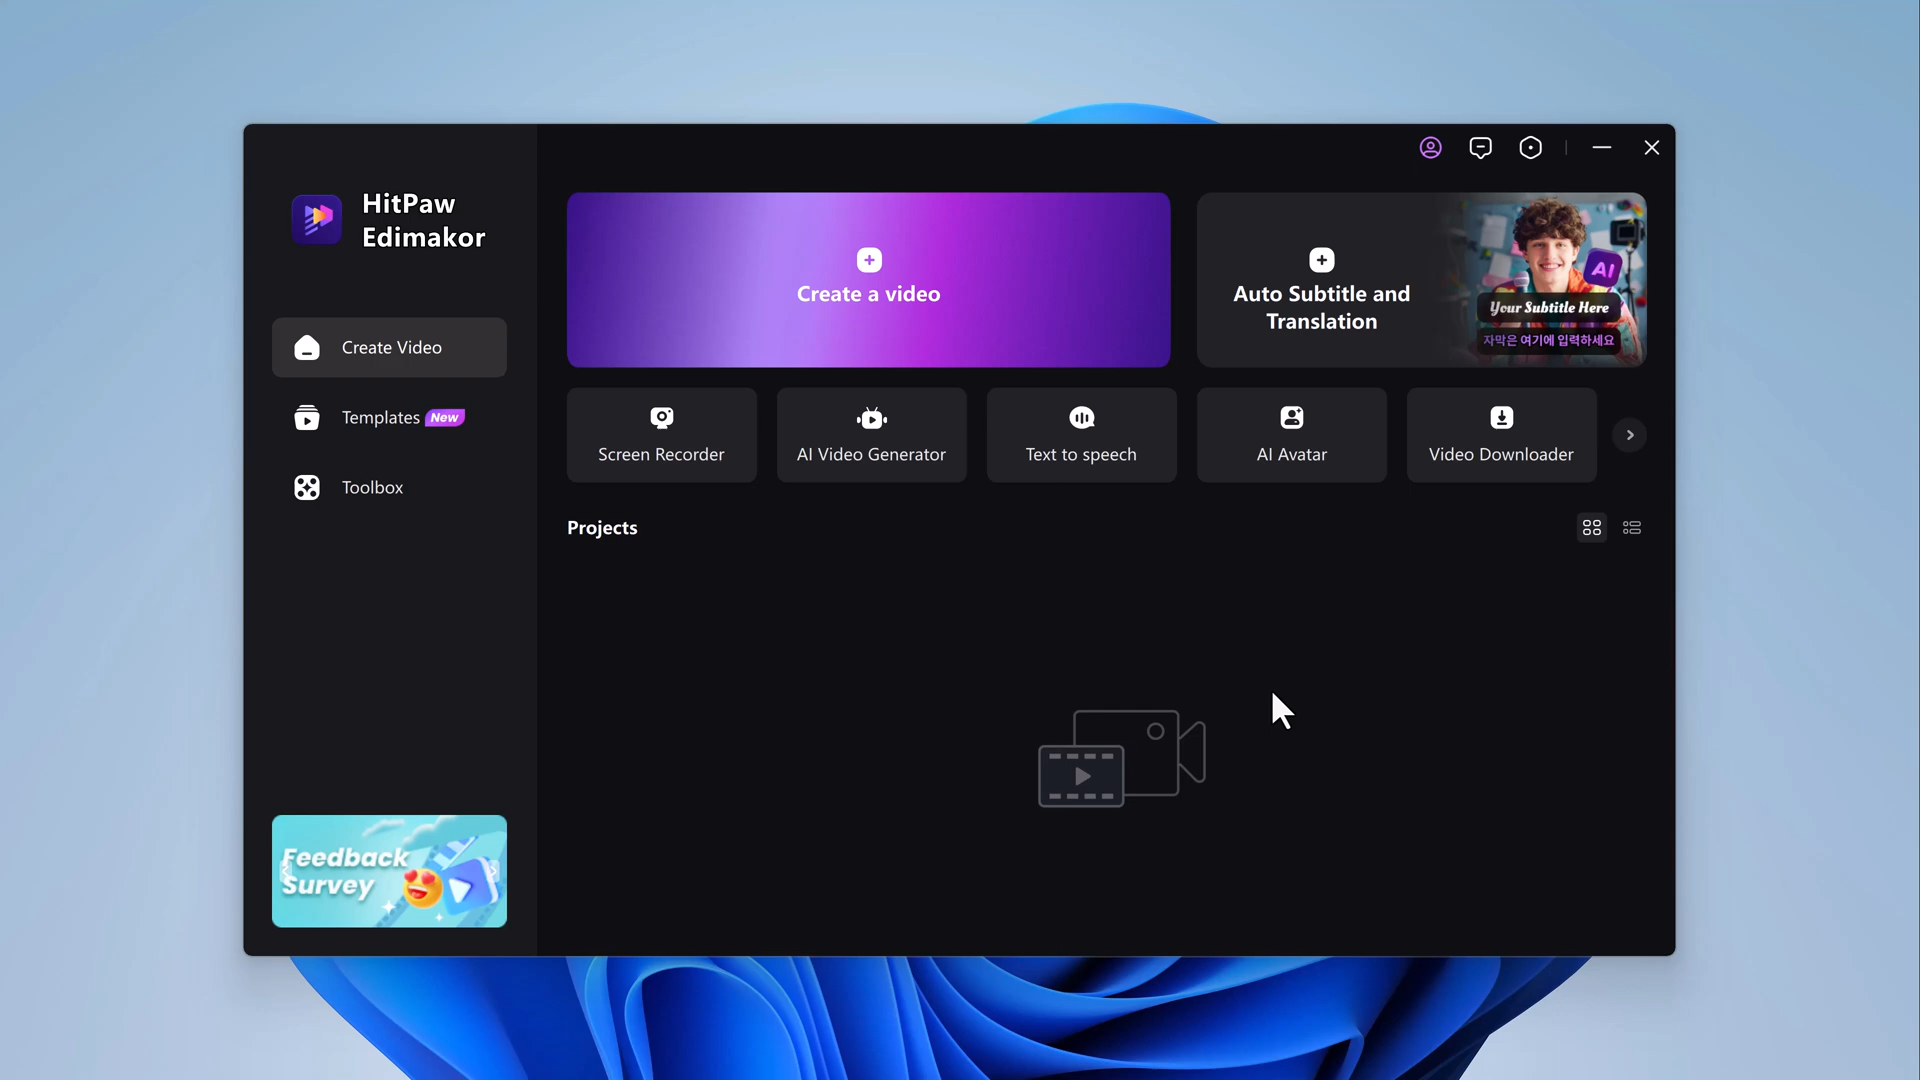 HitPaw
Edimakor
Create Video
Templates New
Toolbox
Feedback
Survey
Create a video
Auto Subtitle and
Translation
AI
Your Subtitle Here
자막은 여기에 입력하세요
Screen Recorder
AI Video Generator
Text to speech
AI Avatar
Video Downloader
Projects